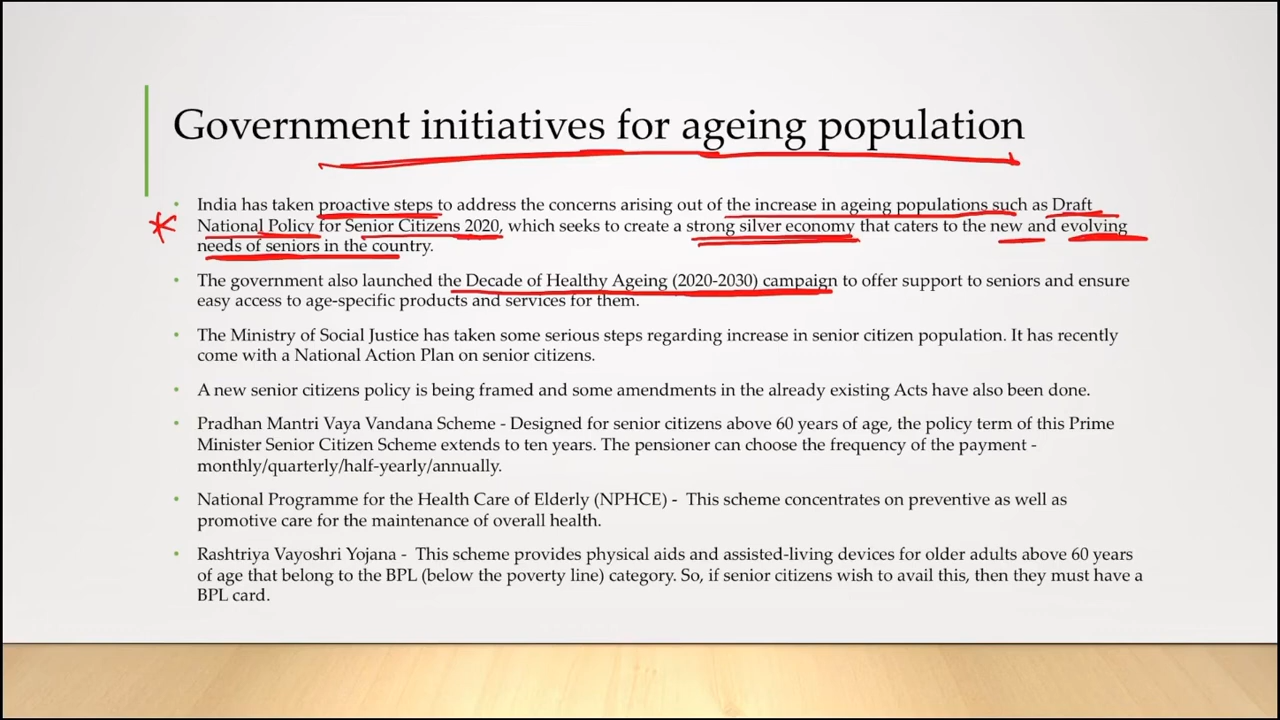 Government initiatives for ageing population
• India has taken proactive steps to address the concerns arising out of the increase in ageing populations such as Draft
National Policy for Senior Citizens 2020, which seeks to create a strong silver economy that caters to the new and evolving
needs of seniors in the country.
• The government also launched the Decade of Healthy Ageing (2020-2030) campaign to offer support to seniors and ensure
easy access to age-specific products and services for them.
• The Ministry of Social Justice has taken some serious steps regarding increase in senior citizen population. It has recently
come with a National Action Plan on senior citizens.
• A new senior citizens policy is being framed and some amendments in the already existing Acts have also been done.
• Pradhan Mantri Vaya Vandana Scheme - Designed for senior citizens above 60 years of age, the policy term of this Prime
Minister Senior Citizen Scheme extends to ten years. The pensioner can choose the frequency of the payment -
monthly/quarterly/half-yearly/annually.
• National Programme for the Health Care of Elderly (NPHCE) - This scheme concentrates on preventive as well as
promotive care for the maintenance of overall health.
• Rashtriya Vayoshri Yojana - This scheme provides physical aids and assisted-living devices for older adults above 60 years
of age that belong to the BPL (below the poverty line) category. So, if senior citizens wish to avail this, then they must have a
BPL card.